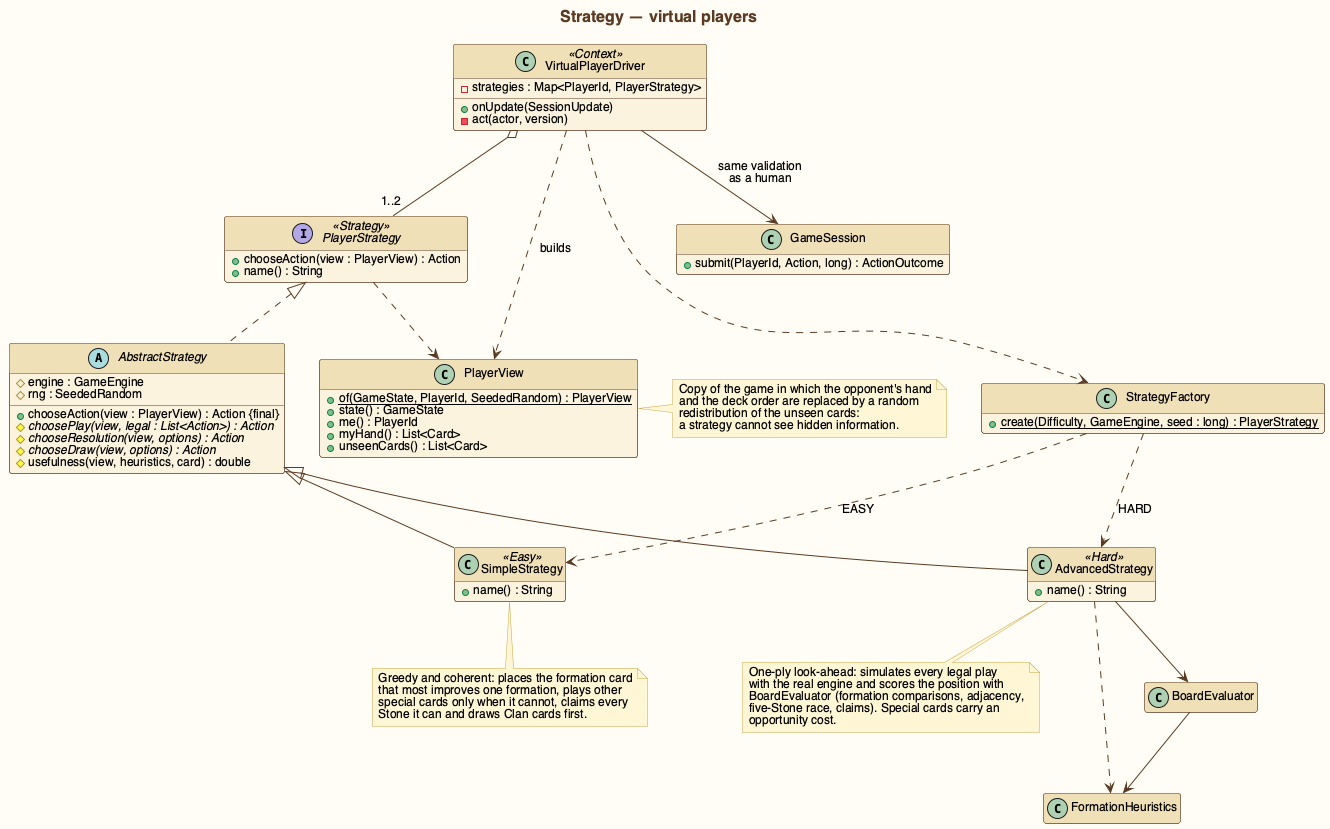 Strategy — virtual players
C
«Context»
VirtualPlayerDriver
strategies : Map<PlayerId, PlayerStrategy>
onUpdate(SessionUpdate)
act(actor, version)
same validation
as a human
1..2
I
«Strategy»
PlayerStrategy
chooseAction(view : PlayerView) : Action
name() : String
builds
C
GameSession
submit(PlayerId, Action, long) : ActionOutcome
A
AbstractStrategy
engine : GameEngine
rng : SeededRandom
chooseAction(view : PlayerView) : Action {final}
choosePlay(view, legal : List<Action>) : Action
chooseResolution(view, options) : Action
chooseDraw(view, options) : Action
usefulness(view, heuristics, card) : double
C
PlayerView
of(GameState, PlayerId, SeededRandom) : PlayerView
state() : GameState
me() : PlayerId
myHand() : List<Card>
unseenCards() : List<Card>
Copy of the game in which the opponent's hand
and the deck order are replaced by a random
redistribution of the unseen cards:
a strategy cannot see hidden information.
C
StrategyFactory
create(Difficulty, GameEngine, seed : long) : PlayerStrategy
EASY
HARD
C
«Easy»
SimpleStrategy
name() : String
C
«Hard»
AdvancedStrategy
name() : String
Greedy and coherent: places the formation card
that most improves one formation, plays other
special cards only when it cannot, claims every
Stone it can and draws Clan cards first.
One-ply look-ahead: simulates every legal play
with the real engine and scores the position with
BoardEvaluator (formation comparisons, adjacency,
five-Stone race, claims). Special cards carry an
opportunity cost.
C
BoardEvaluator
C
FormationHeuristics